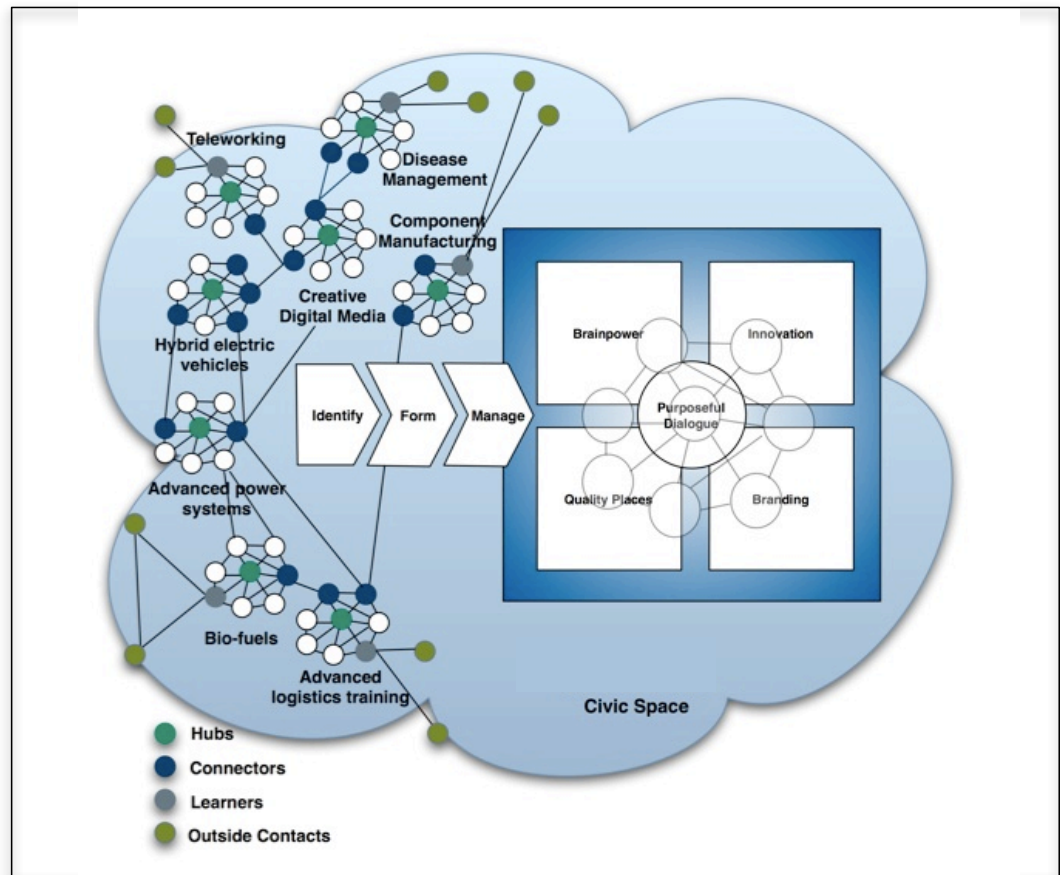 Teleworking
Disease
Management
Component
Manufacturing
Creative
Digital Media
Hybrid electric
vehicles
Identify
Form
Manage
Brainpower
Innovation
Purposeful
Dialogue
Quality Places
Branding
Advanced power
systems
Bio-fuels
Advanced
logistics training
Civic Space
Hubs
Connectors
Learners
Outside Contacts